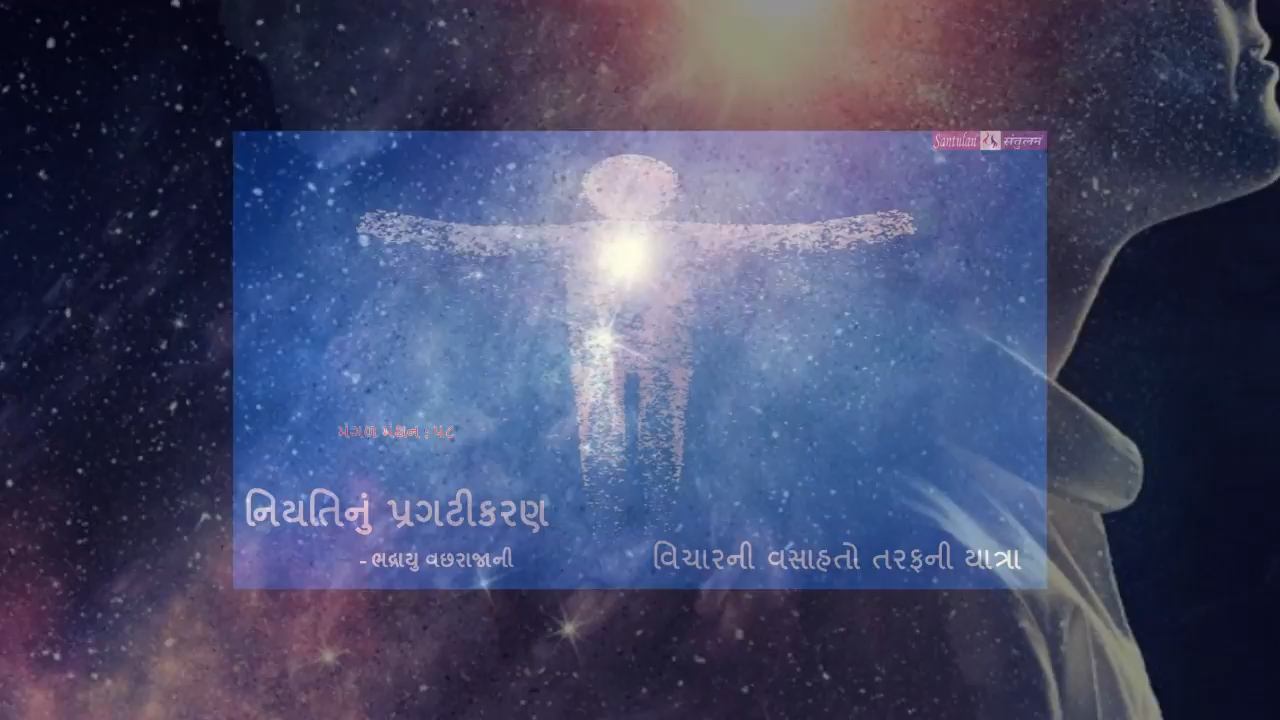 Santulan संतुलन
મંગળ મંથન : ૫૮
નિયતિનું પ્રગટીકરણ
- ભદ્રાયુ વછરાજાની
વિચારની વસાહતો તરફની યાત્રા